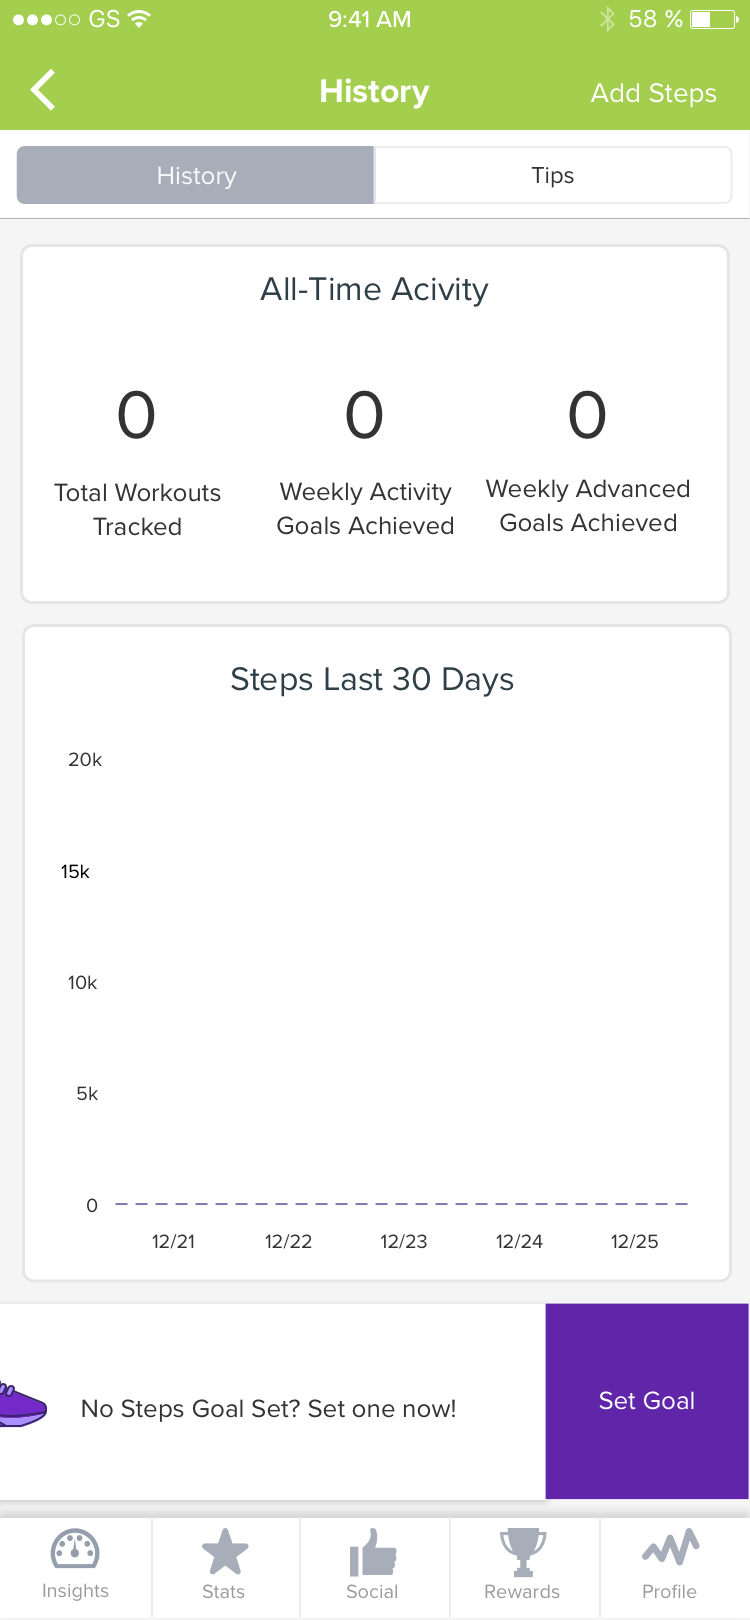 GS 9:41 AM 58 %
History Add Steps
History Tips
All-Time Acivity
0 0 0
Total Workouts Weekly Activity Weekly Advanced
Tracked Goals Achieved Goals Achieved
Steps Last 30 Days
20k
15k
10k
5k
0
12/21 12/22 12/23 12/24 12/25
No Steps Goal Set? Set one now! Set Goal
Insights Stats Social Rewards Profile